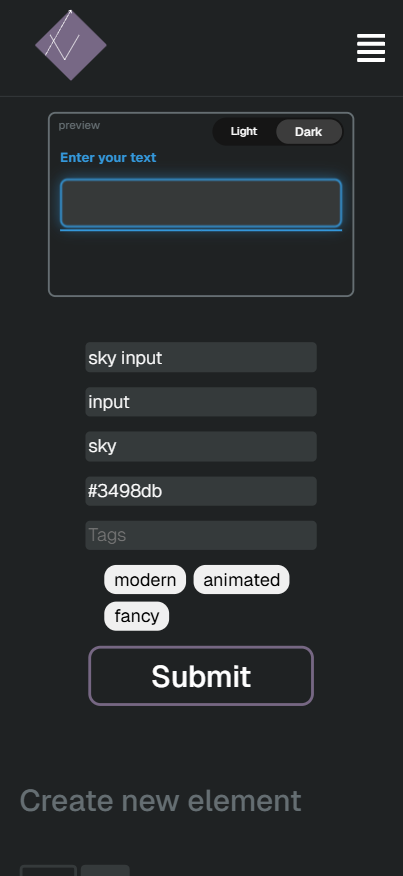 preview
Light Dark
Enter your text
sky input
input
sky
#3498db
Tags
modern animated
fancy
Submit
Create new element